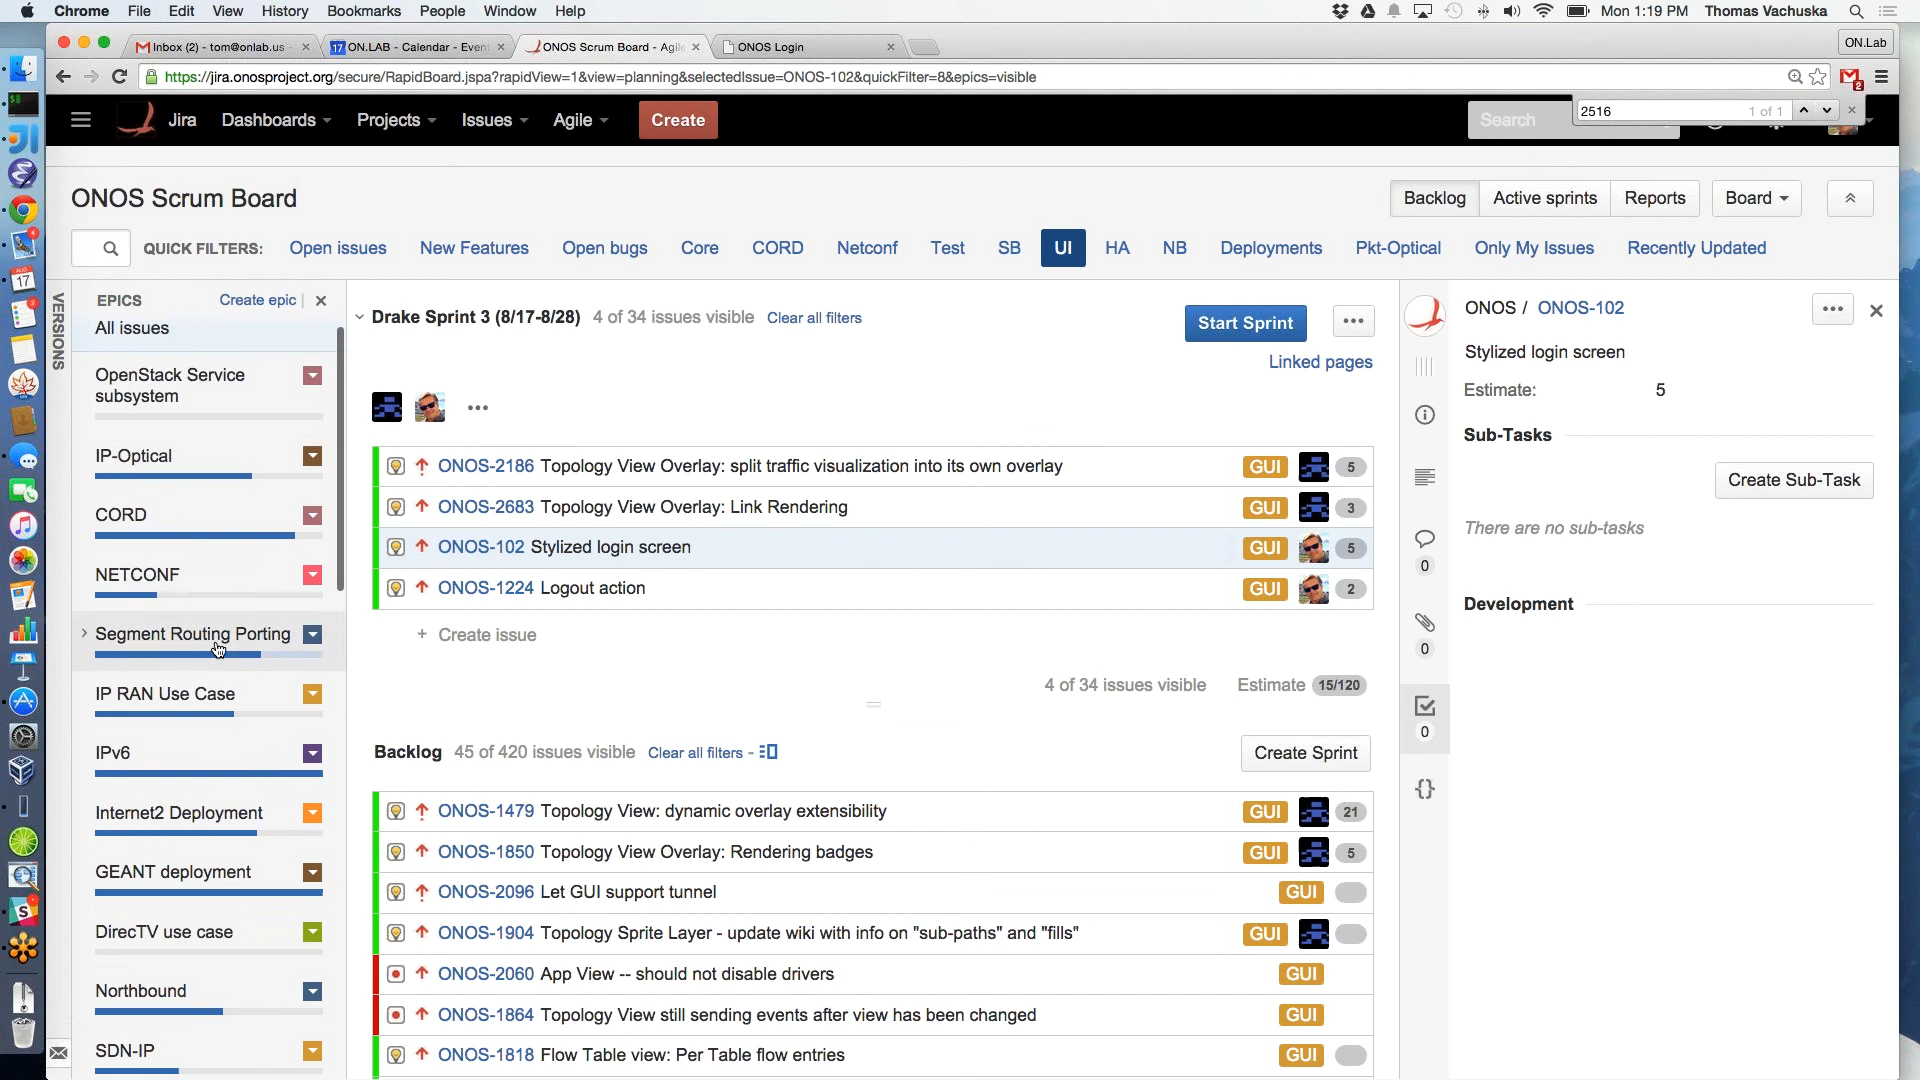 Chrome File Edit View History Bookmarks People Window Help Mon 1:19 PM Thomas Vachuska
Inbox (2) - tom@onlab.us ON.LAB - Calendar - Event ONOS Scrum Board - Agile ONOS Login ON.Lab
https://jira.onosproject.org/secure/RapidBoard.jspa?rapidView=1&view=planning&selectedIssue=ONOS-102&quickFilter=8&epics=visible
Jira Dashboards Projects Issues Agile Create Search 2516 1 of 1
ONOS Scrum Board Backlog Active sprints Reports Board
QUICK FILTERS: Open issues New Features Open bugs Core CORD Netconf Test SB UI HA NB Deployments Pkt-Optical Only My Issues Recently Updated
VERSIONS
EPICS Create epic
All issues
OpenStack Service
subsystem
IP-Optical
CORD
NETCONF
Segment Routing Porting
IP RAN Use Case
IPv6
Internet2 Deployment
GEANT deployment
DirecTV use case
Northbound
SDN-IP
Drake Sprint 3 (8/17-8/28) 4 of 34 issues visible Clear all filters Start Sprint
Linked pages
ONOS-2186 Topology View Overlay: split traffic visualization into its own overlay GUI 5
ONOS-2683 Topology View Overlay: Link Rendering GUI 3
ONOS-102 Stylized login screen GUI 5
ONOS-1224 Logout action GUI 2
+ Create issue
4 of 34 issues visible Estimate 15/120
Backlog 45 of 420 issues visible Clear all filters - Create Sprint
ONOS-1479 Topology View: dynamic overlay extensibility GUI 21
ONOS-1850 Topology View Overlay: Rendering badges GUI 5
ONOS-2096 Let GUI support tunnel GUI
ONOS-1904 Topology Sprite Layer - update wiki with info on "sub-paths" and "fills" GUI
ONOS-2060 App View -- should not disable drivers GUI
ONOS-1864 Topology View still sending events after view has been changed GUI
ONOS-1818 Flow Table view: Per Table flow entries GUI
ONOS / ONOS-102
Stylized login screen
Estimate: 5
Sub-Tasks
Create Sub-Task
There are no sub-tasks
Development
0
0
0